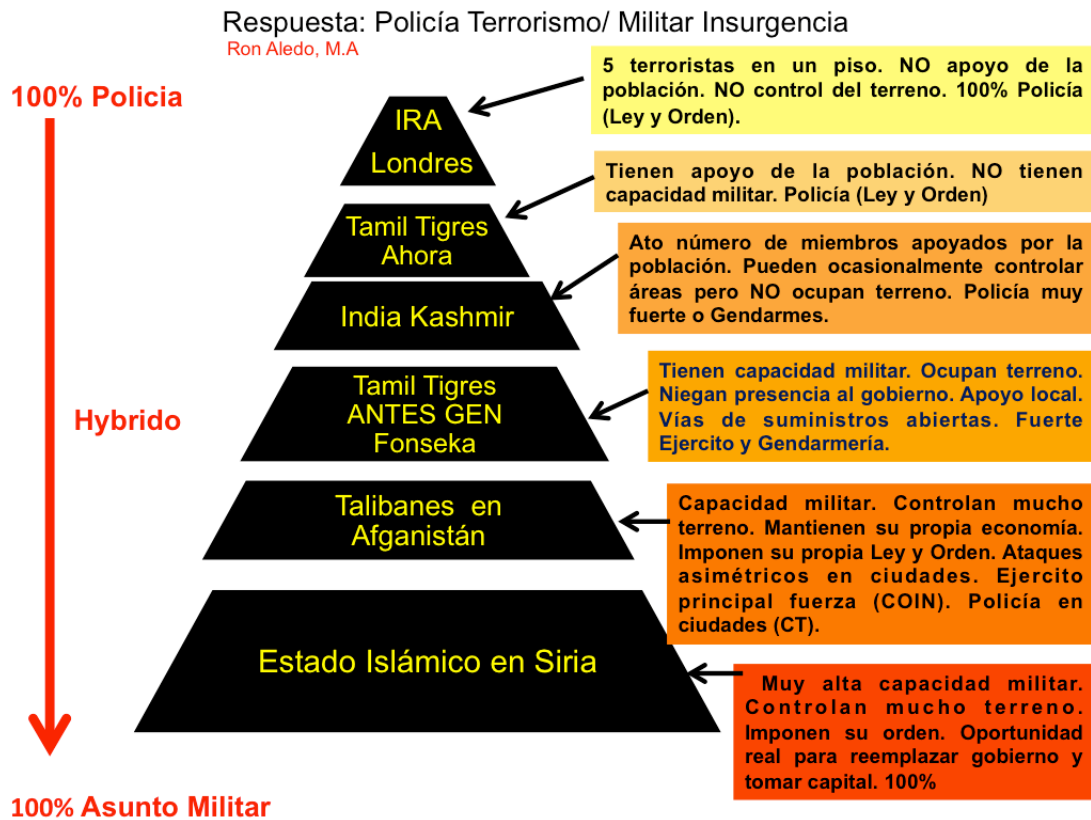 Respuesta: Policía Terrorismo/ Militar Insurgencia
Ron Aledo, M.A
100% Policia
IRA
Londres
5 terroristas en un piso. NO apoyo de la
población. NO control del terreno. 100% Policía
(Ley y Orden).
Tamil Tigres
Ahora
Tienen apoyo de la población. NO tienen
capacidad militar. Policía (Ley y Orden)
India Kashmir
Ato número de miembros apoyados por la
población. Pueden ocasionalmente controlar
áreas pero NO ocupan terreno. Policía muy
fuerte o Gendarmes.
Hybrido
Tamil Tigres
ANTES GEN
Fonseka
Tienen capacidad militar. Ocupan terreno.
Niegan presencia al gobierno. Apoyo local.
Vías de suministros abiertas. Fuerte
Ejercito y Gendarmería.
Talibanes en
Afganistán
Capacidad militar. Controlan mucho
terreno. Mantienen su propia economía.
Imponen su propia Ley y Orden. Ataques
asimétricos en ciudades. Ejercito
principal fuerza (COIN). Policía en
ciudades (CT).
Estado Islámico en Siria
Muy alta capacidad militar.
Controlan mucho terreno.
Imponen su orden. Oportunidad
real para reemplazar gobierno y
tomar capital. 100%
100% Asunto Militar